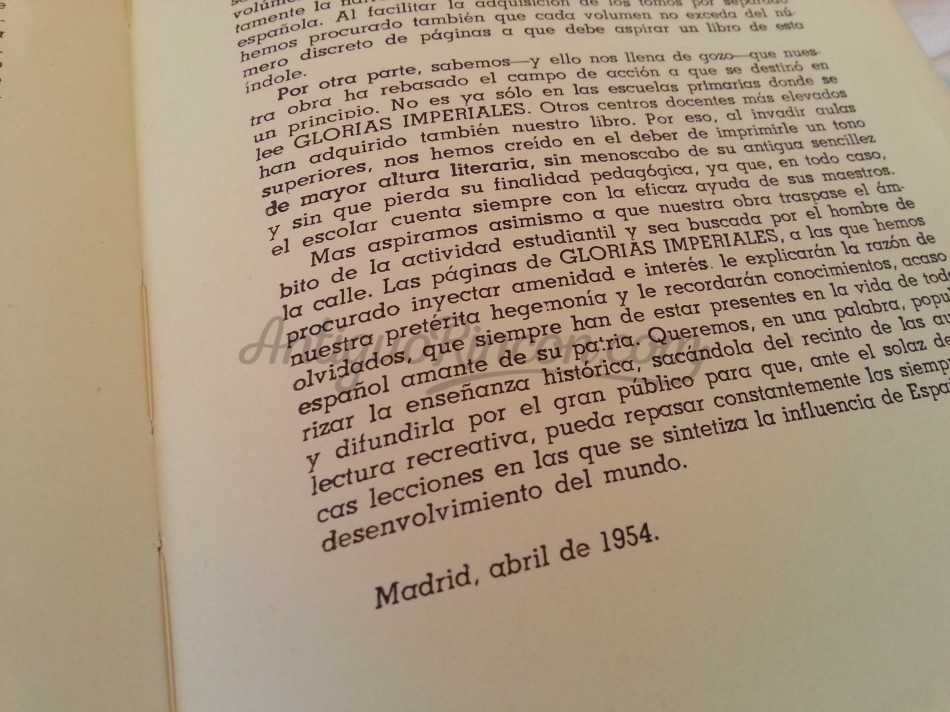 tamente la
española. Al facilitar la adquisición de los tomos por separado
hemos procurado también que cada volumen no exceda del nú-
mero discreto de páginas a que debe aspirar un libro de esta
índole.
Por otra parte, sabemos—y ello nos llena de gozo—que nues-
tra obra ha rebasado el campo de acción a que se destinó en
un principio. No es ya sólo en las escuelas primarias donde se
lee GLORIAS IMPERIALES. Otros centros docentes más elevados
han adquirido también nuestro libro. Por eso, al invadir aulas
superiores, nos hemos creído en el deber de imprimirle un tono
de mayor altura literaria, sin menoscabo de su antigua sencillez
y sin que pierda su finalidad pedagógica, ya que, en todo caso,
el escolar cuenta siempre con la eficaz ayuda de sus maestros.
Mas aspiramos asimismo a que nuestra obra traspase el ám-
bito de la actividad estudiantil y sea buscada por el hombre de
la calle. Las páginas de GLORIAS IMPERIALES, a las que hemos
procurado inyectar amenidad e interés. le explicarán la razón de
nuestra pretérita hegemonía y le recordarán conocimientos, acaso
olvidados, que siempre han de estar presentes en la vida de todo
español amante de su patria. Queremos, en una palabra, popu
rizar la enseñanza histórica, sacándola del recinto de las au
y difundirla por el gran público para que, ante el solaz de
lectura recreativa, pueda repasar constantemente las siemp
cas lecciones en las que se sintetiza la influencia de Espa
desenvolvimiento del mundo.
Madrid, abril de 1954.
AntiguoRincon.com